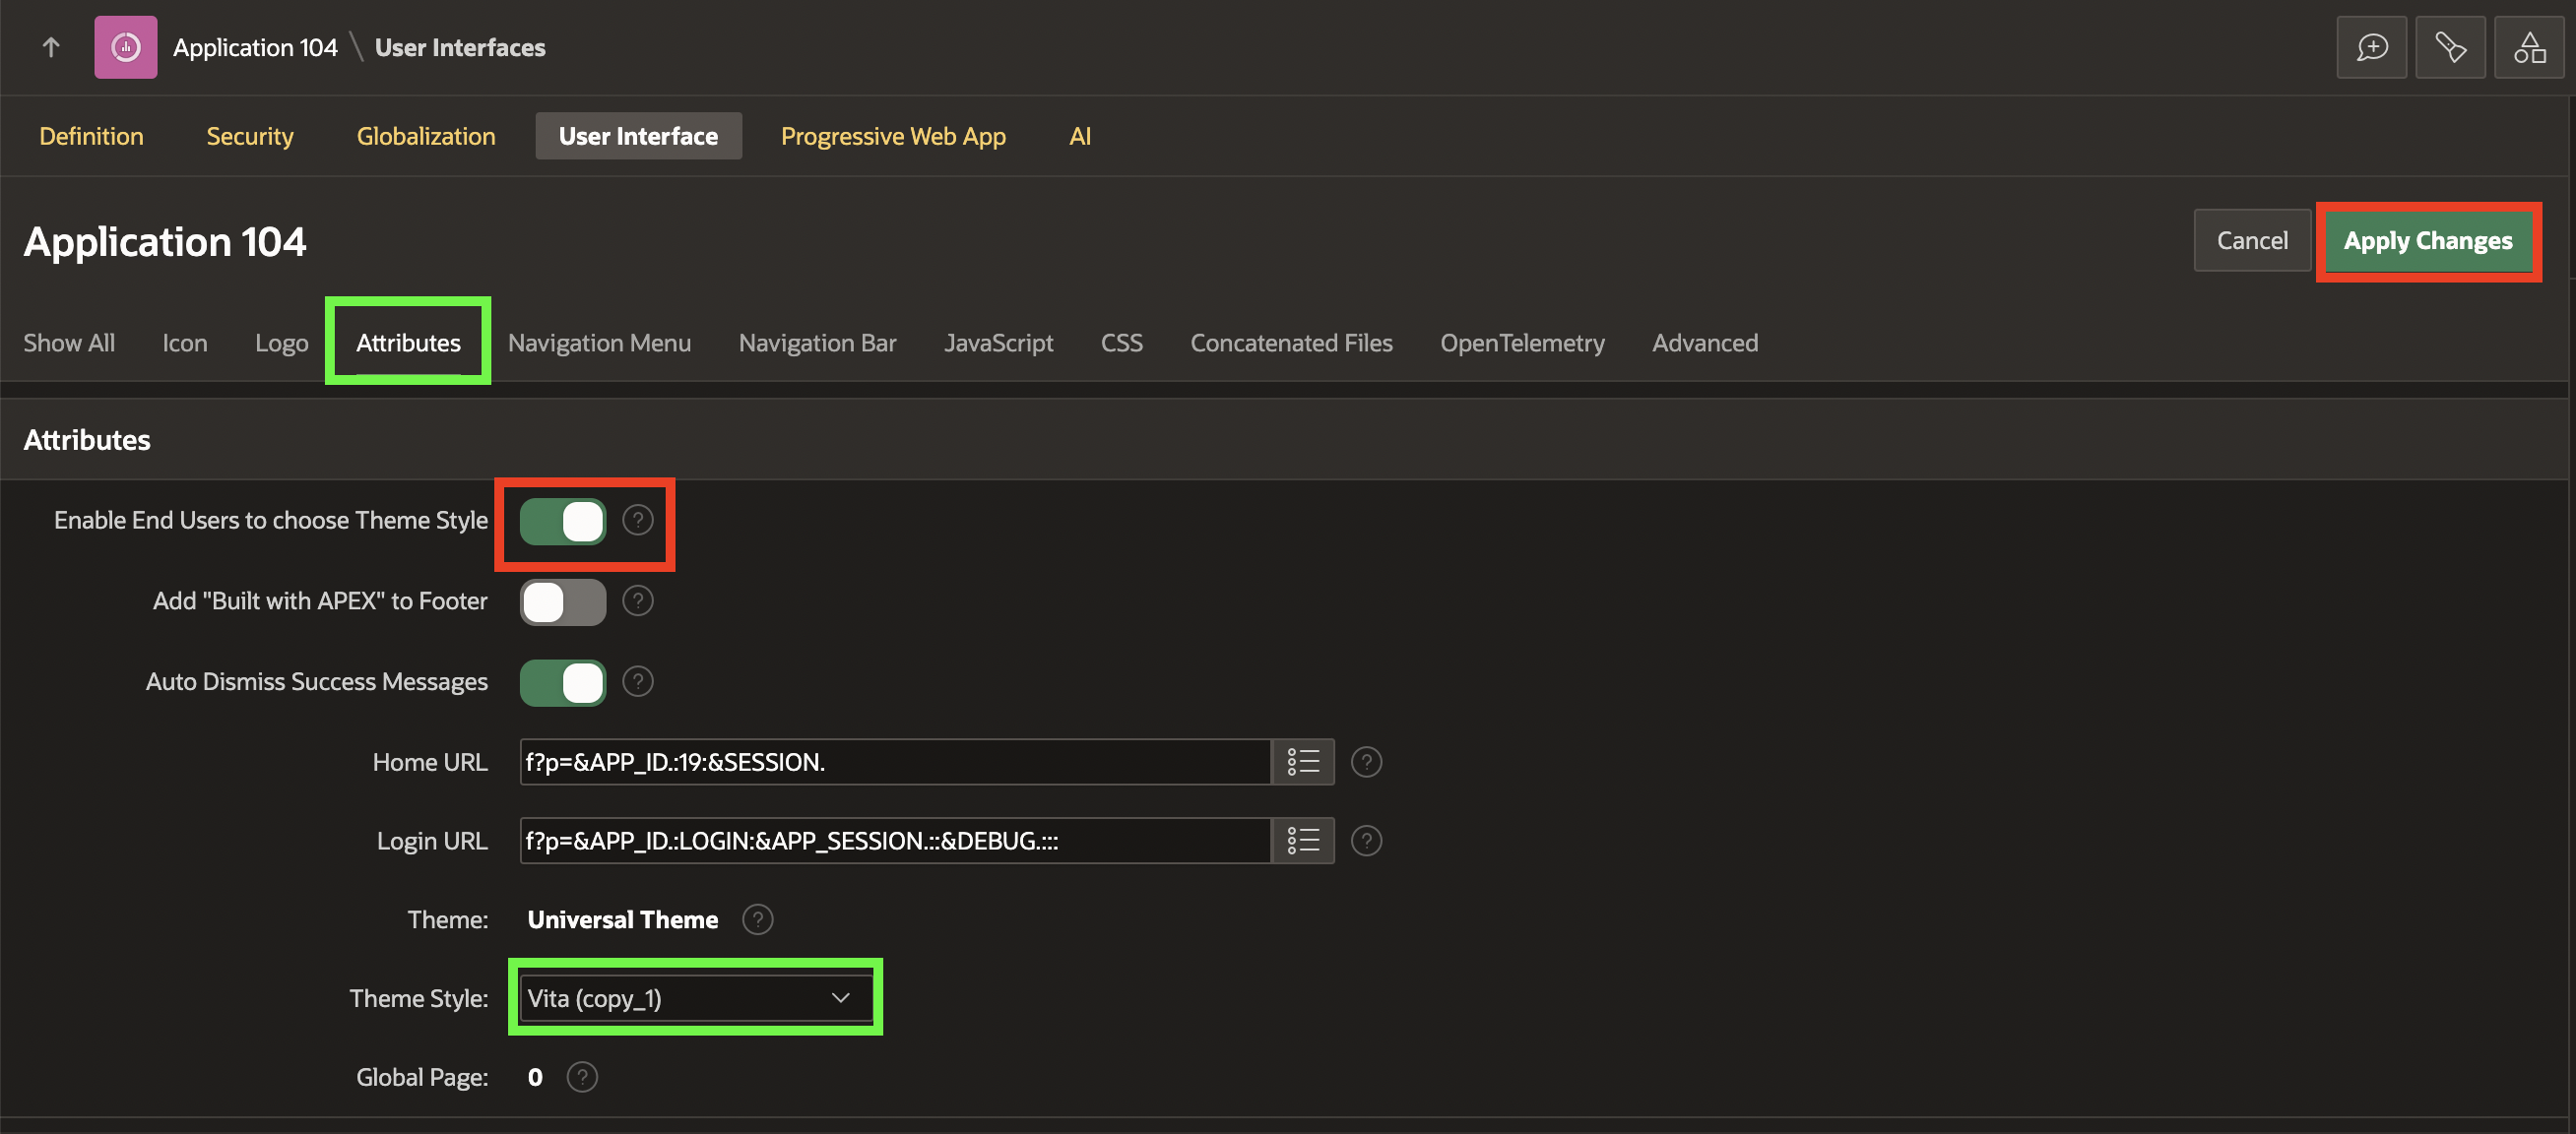 Application 104 \ User Interfaces
Definition Security Globalization User Interface Progressive Web App AI
Application 104
Cancel Apply Changes
Show All Icon Logo Attributes Navigation Menu Navigation Bar JavaScript CSS Concatenated Files OpenTelemetry Advanced
Attributes
Enable End Users to choose Theme Style ?
Add "Built with APEX" to Footer ?
Auto Dismiss Success Messages ?
Home URL f?p=&APP_ID.:19:&SESSION. ?
Login URL f?p=&APP_ID.:LOGIN:&APP_SESSION.:::&DEBUG.:::: ?
Theme: Universal Theme ?
Theme Style: Vita (copy_1)
Global Page: 0 ?